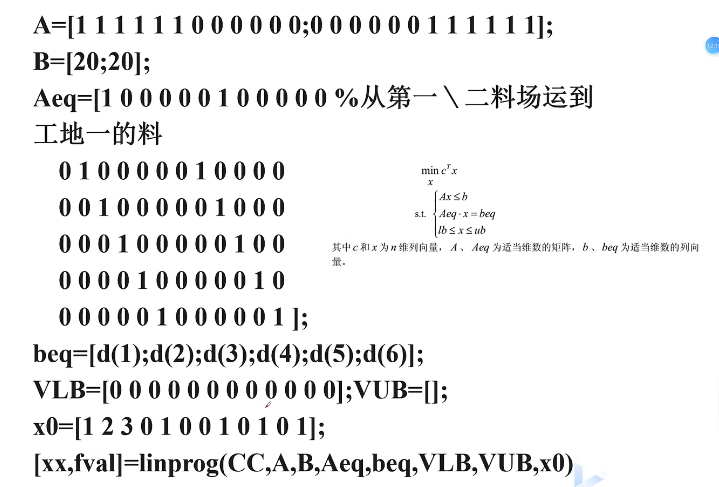 A=[1 1 1 1 1 1 0 0 0 0 0 0;0 0 0 0 0 0 1 1 1 1 1 1];
B=[20;20];
Aeq=[1 0 0 0 0 0 1 0 0 0 0 0 %从第一＼二料场运到
工地一的料
0 1 0 0 0 0 0 1 0 0 0 0
0 0 1 0 0 0 0 0 1 0 0 0
0 0 0 1 0 0 0 0 0 1 0 0
0 0 0 0 1 0 0 0 0 0 1 0
0 0 0 0 0 1 0 0 0 0 0 1 ];
beq=[d(1);d(2);d(3);d(4);d(5);d(6)];
VLB=[0 0 0 0 0 0 0 0 0 0 0 0];VUB=[];
x0=[1 2 3 0 1 0 0 1 0 1 0 1];
[xx,fval]=linprog(CC,A,B,Aeq,beq,VLB,VUB,x0)
min c^T x
x
Ax ≤ b
s.t. { Aeq · x = beq
lb ≤ x ≤ ub
其中 c 和 x 为 n 维列向量， A 、 Aeq 为适当维数的矩阵， b 、 beq 为适当维数的列向
量。